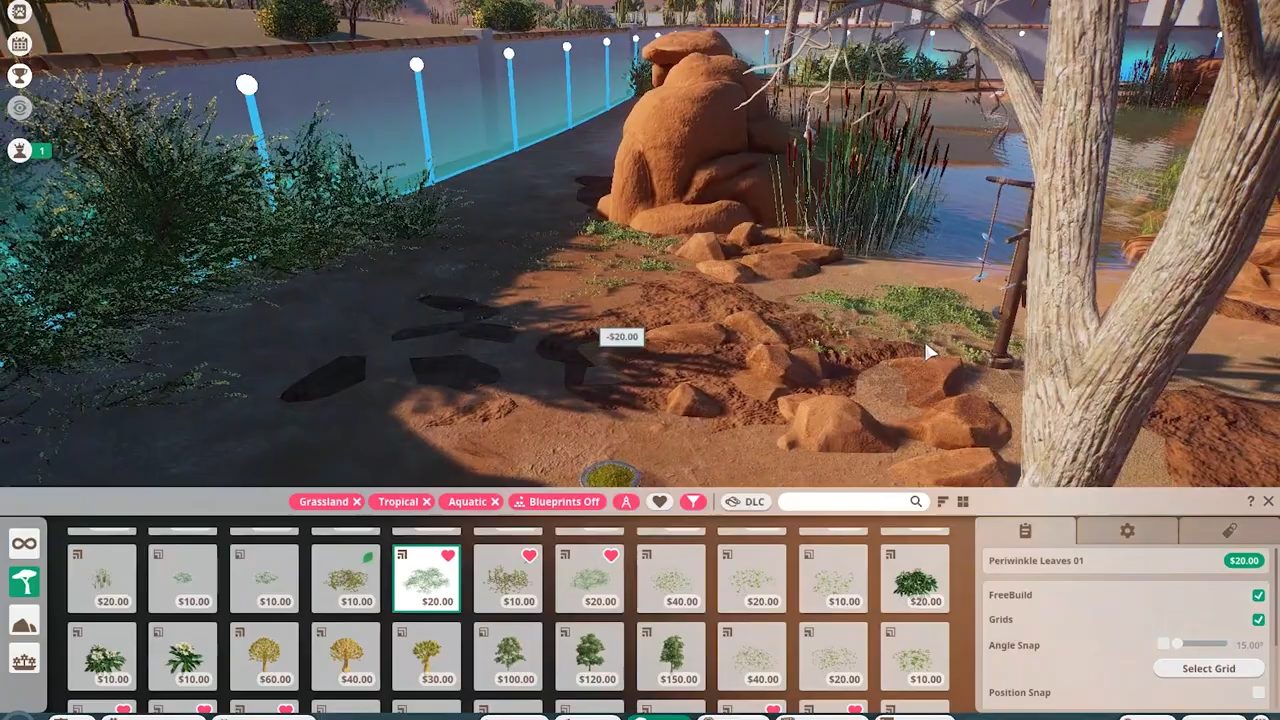 1
-$20.00
Grassland ×
Tropical ×
Aquatic ×
Blueprints Off
DLC
? ×
$20.00 $10.00 $10.00 $10.00 $20.00 $10.00 $20.00 $40.00 $20.00 $10.00 $20.00
$10.00 $10.00 $60.00 $40.00 $30.00 $100.00 $120.00 $150.00 $40.00 $20.00 $10.00
Periwinkle Leaves 01 $20.00
FreeBuild
Grids
Angle Snap 15.00°
Select Grid
Position Snap